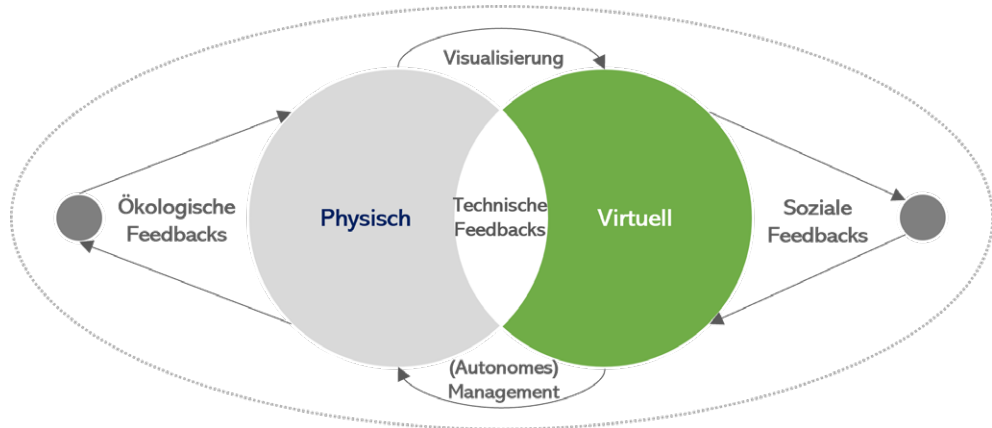 Visualisierung
Ökologische
Feedbacks
Physisch
Technische
Feedbacks
Virtuell
Soziale
Feedbacks
(Autonomes)
Management